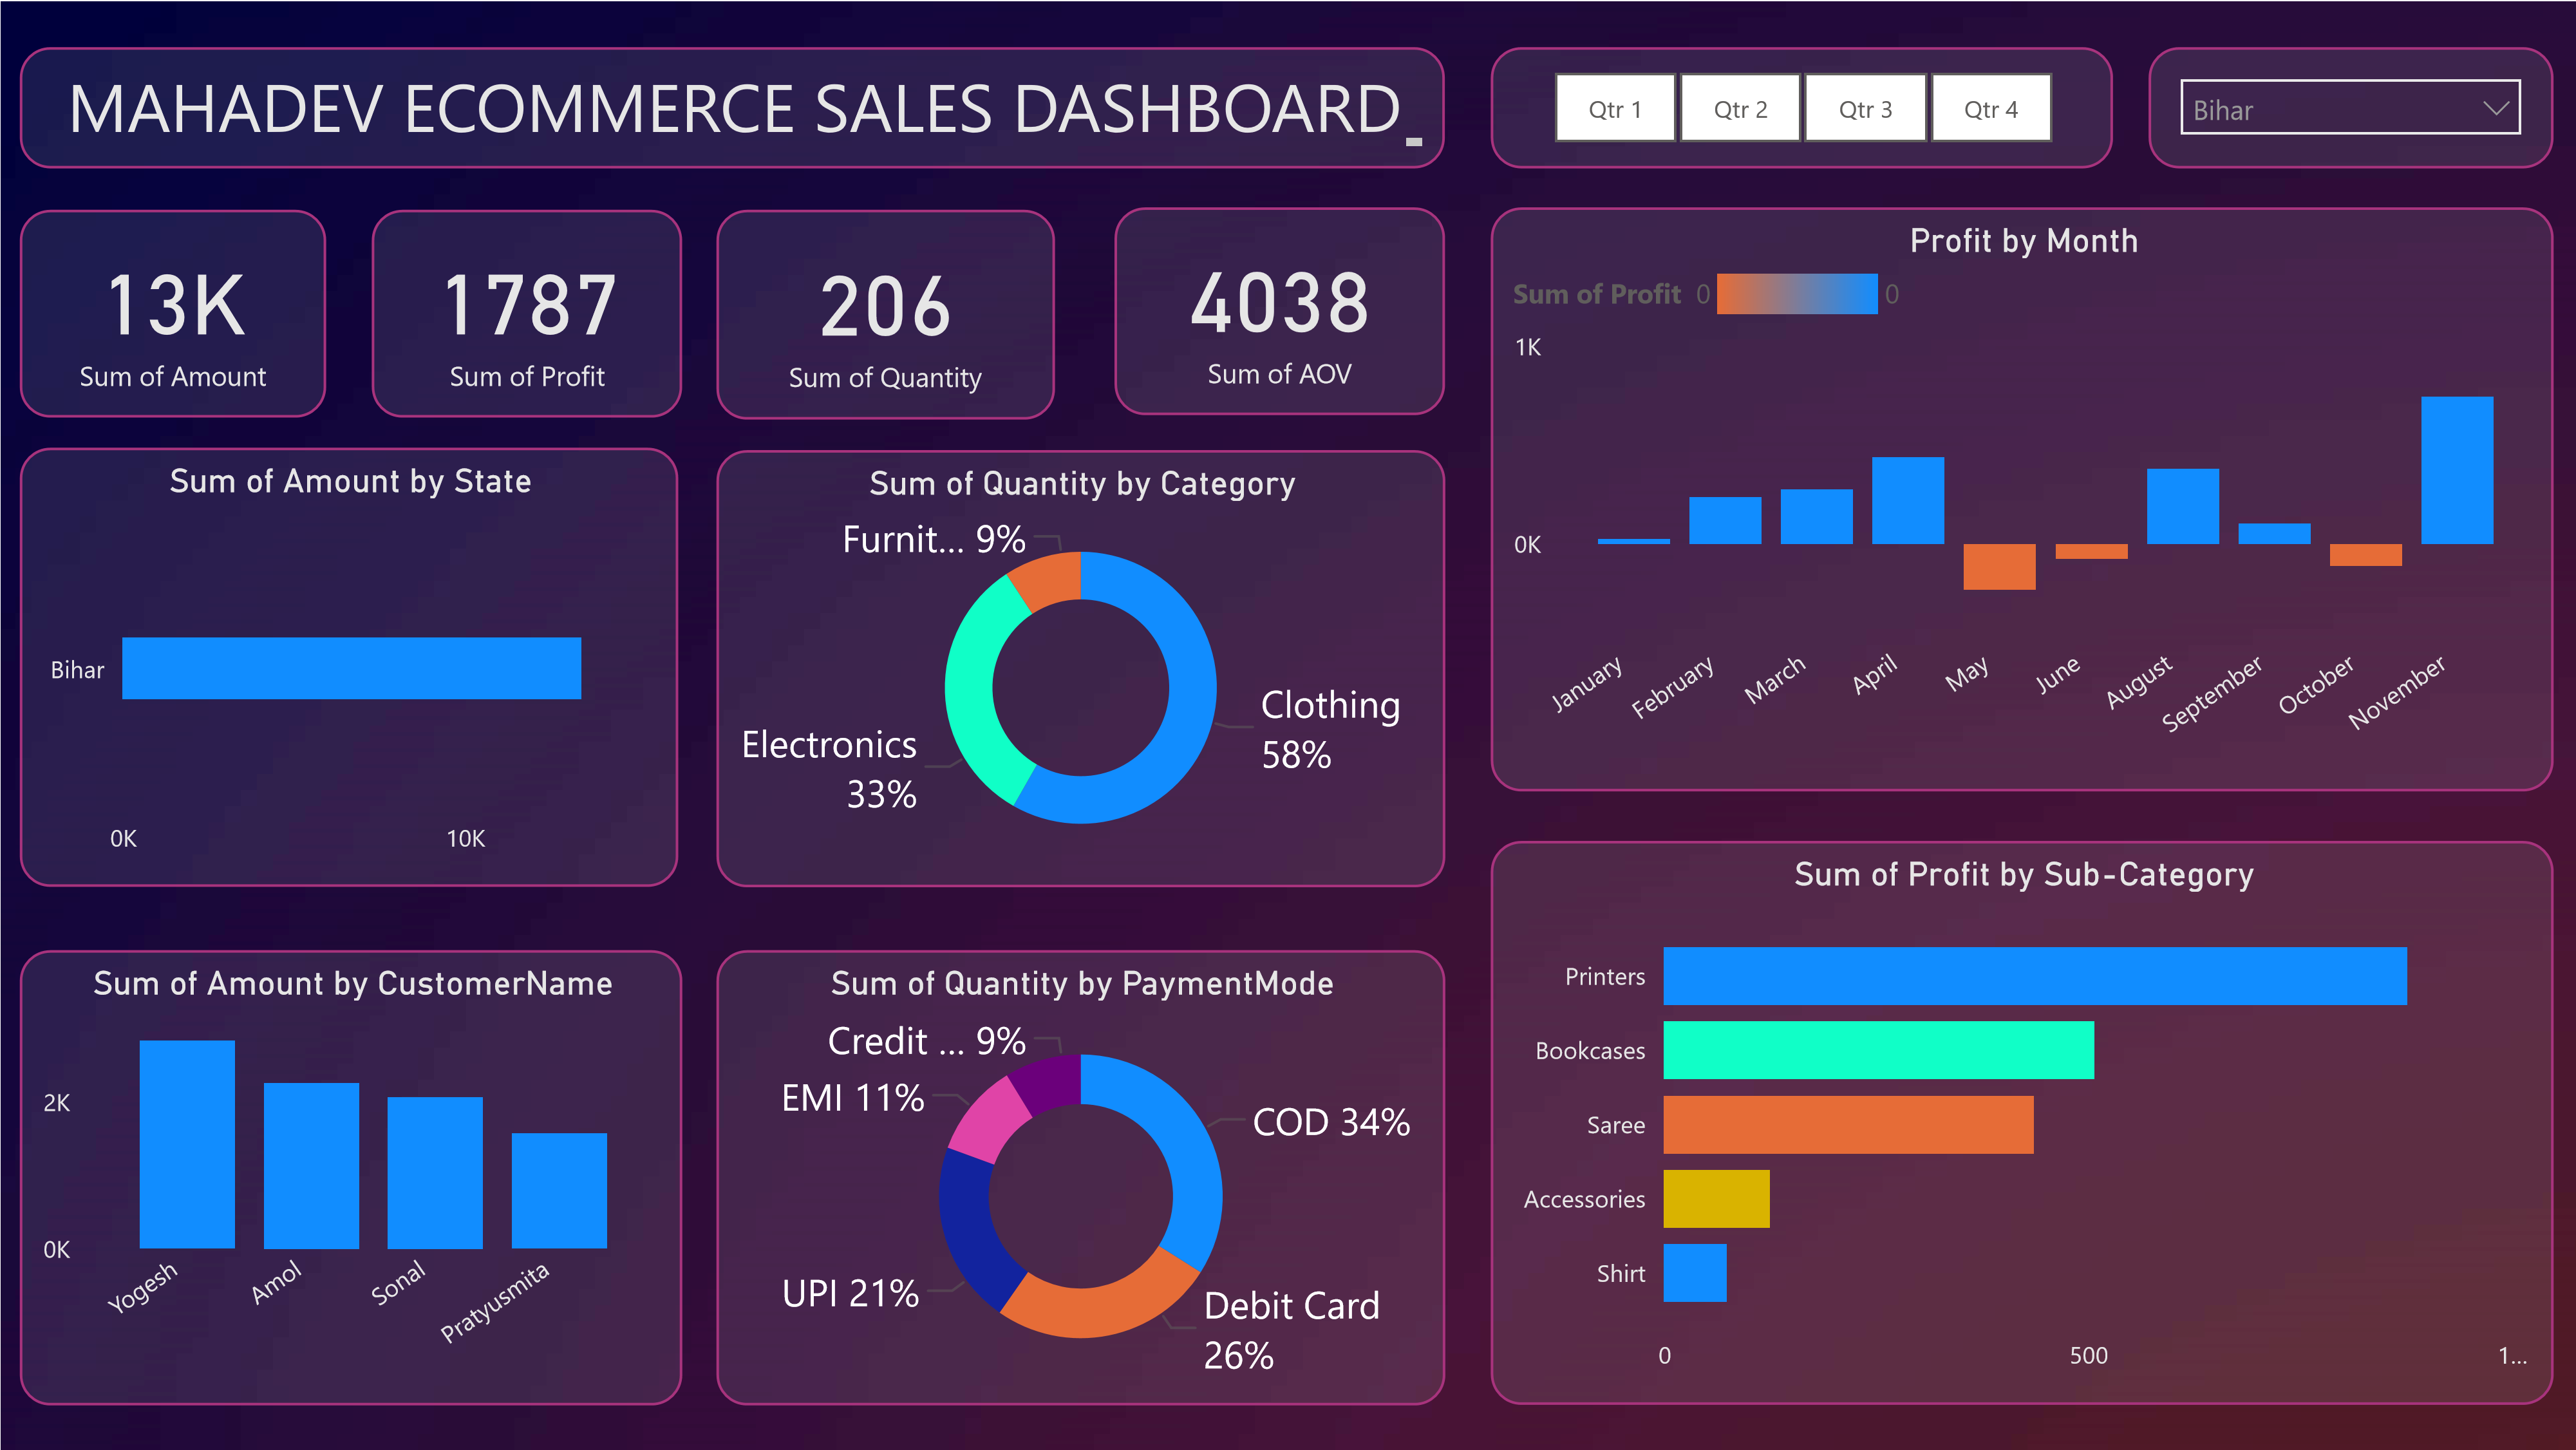 MAHADEV ECOMMERCE SALES DASHBOARD_
Qtr 1
Qtr 2
Qtr 3
Qtr 4
Bihar
13K
Sum of Amount
1787
Sum of Profit
206
Sum of Quantity
4038
Sum of AOV
Profit by Month
Sum of Profit 0 0
1K
0K
January
February
March
April
May
June
August
September
October
November
Sum of Amount by State
Bihar
0K
10K
Sum of Quantity by Category
Furnit... 9%
Electronics
33%
Clothing
58%
Sum of Profit by Sub-Category
Printers
Bookcases
Saree
Accessories
Shirt
0
500
1...
Sum of Amount by CustomerName
2K
0K
Yogesh
Amol
Sonal
Pratyusmita
Sum of Quantity by PaymentMode
Credit ... 9%
EMI 11%
COD 34%
UPI 21%
Debit Card
26%